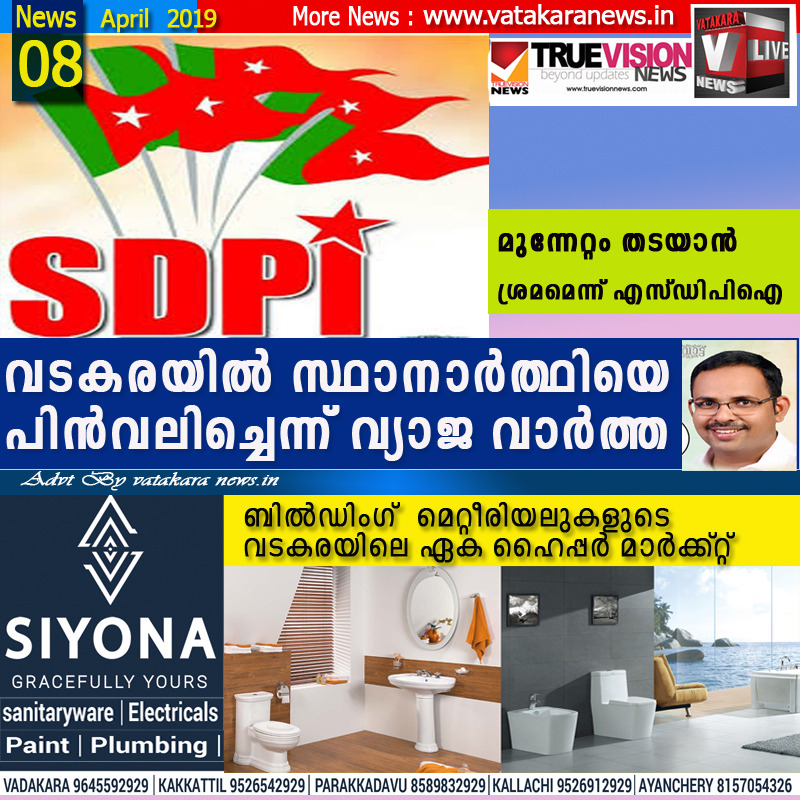 News April 2019 More News : www.vatakaranews.in
08
TRUEVISION
beyond updates NEWS
TRUEVISION
NEWS
www.truevisionnews.com
VATAKARA
V LIVE
NEWS
SDPI
മുന്നേറ്റം തടയാൻ
ശ്രമമെന്ന് എസ്ഡിപിഐ
വടകരയിൽ സ്ഥാനാർത്ഥിയെ
പിൻവലിച്ചെന്ന് വ്യാജ വാർത്ത
Advt By vatakara news.in
ബിൽഡിംഗ് മെറ്റീരിയലുകളുടെ
വടകരയിലെ ഏക ഹൈപ്പർ മാർക്ക്റ്റ്
SIYONA
GRACEFULLY YOURS
sanitaryware | Electricals
Paint | Plumbing |
VADAKARA 9645592929 | KAKKATTIL 9526542929 | PARAKKADAVU 8589832929 | KALLACHI 9526912929 | AYANCHERY 8157054326